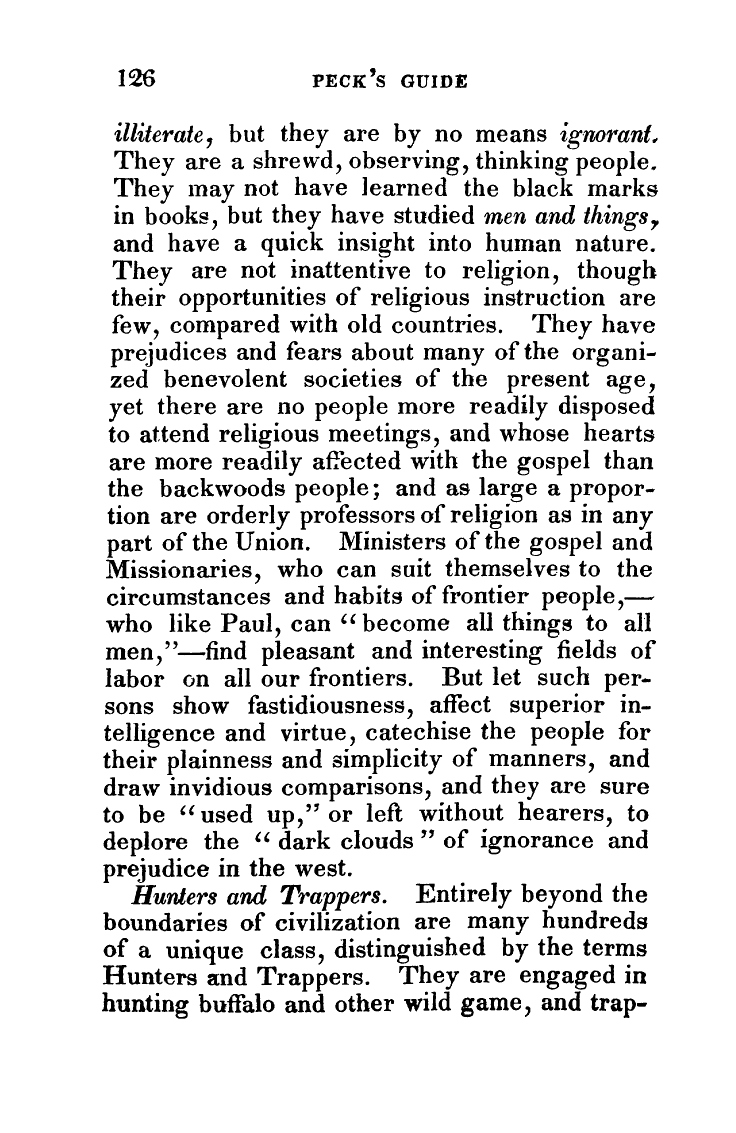 126 PECK'S GUIDE
illiterate, but they are by no means ignorant.
They are a shrewd, observing, thinking people.
They may not have learned the black marks
in books, but they have studied men and things,
and have a quick insight into human nature.
They are not inattentive to religion, though
their opportunities of religious instruction are
few, compared with old countries. They have
prejudices and fears about many of the organi-
zed benevolent societies of the present age,
yet there are no people more readily disposed
to attend religious meetings, and whose hearts
are more readily affected with the gospel than
the backwoods people; and as large a propor-
tion are orderly professors of religion as in any
part of the Union. Ministers of the gospel and
Missionaries, who can suit themselves to the
circumstances and habits of frontier people,—
who like Paul, can “become all things to all
men,”—find pleasant and interesting fields of
labor on all our frontiers. But let such per-
sons show fastidiousness, affect superior in-
telligence and virtue, catechise the people for
their plainness and simplicity of manners, and
draw invidious comparisons, and they are sure
to be “used up,” or left without hearers, to
deplore the “dark clouds” of ignorance and
prejudice in the west.
Hunters and Trappers. Entirely beyond the
boundaries of civilization are many hundreds
of a unique class, distinguished by the terms
Hunters and Trappers. They are engaged in
hunting buffalo and other wild game, and trap-